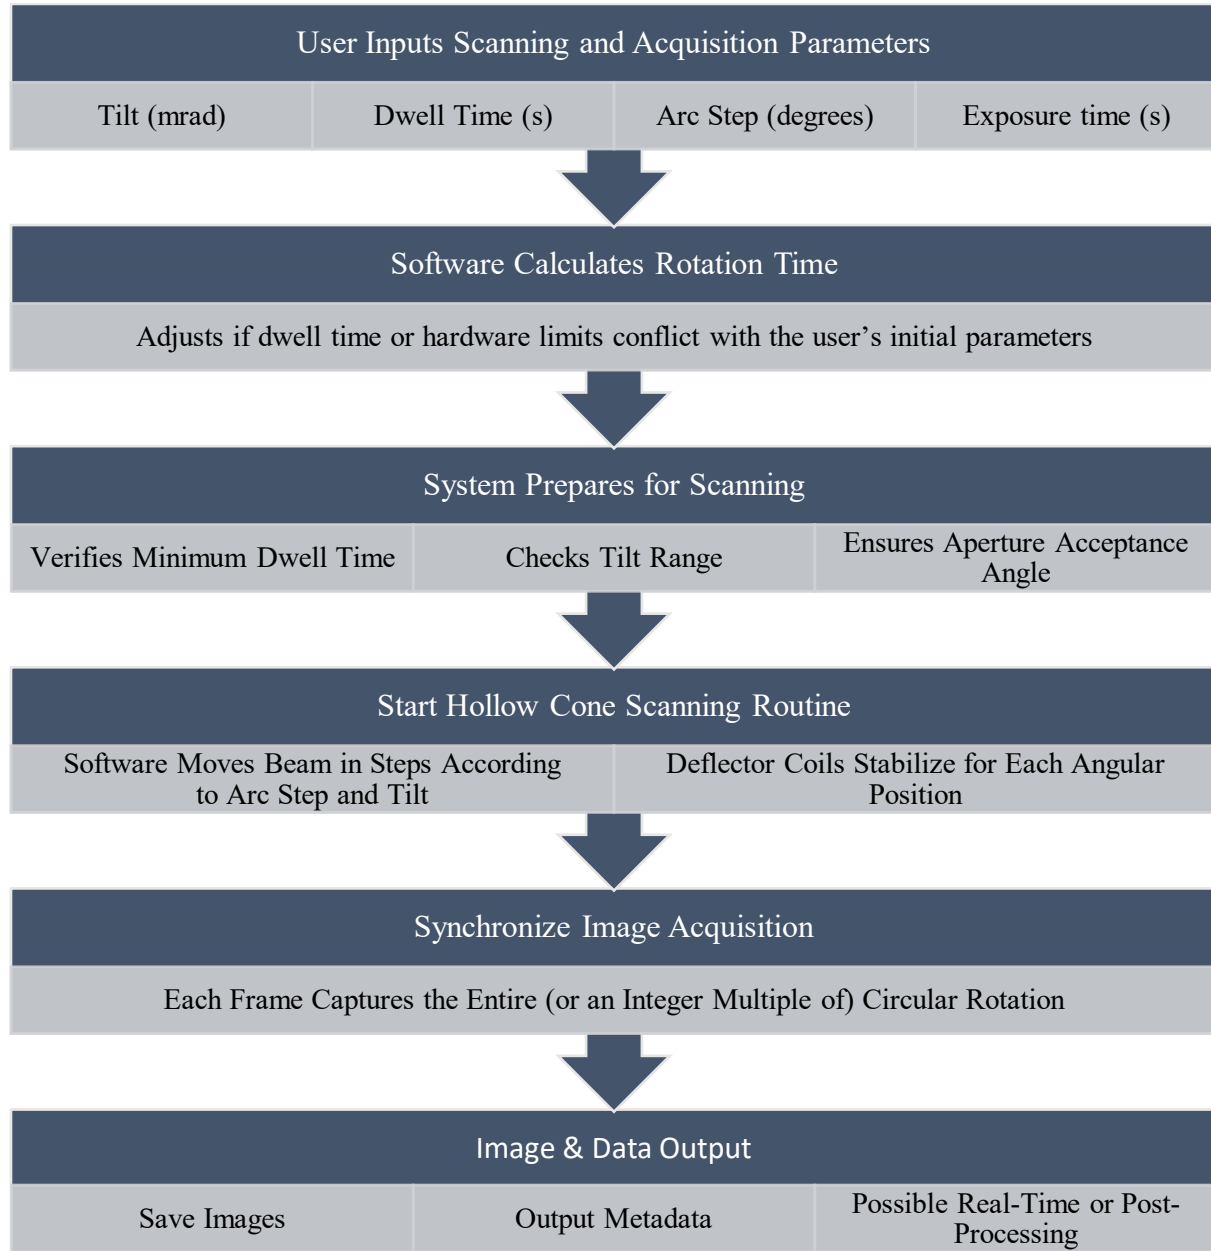 User Inputs Scanning and Acquisition Parameters
Tilt (mrad)
Dwell Time (s)
Arc Step (degrees)
Exposure time (s)
Software Calculates Rotation Time
Adjusts if dwell time or hardware limits conflict with the user’s initial parameters
System Prepares for Scanning
Verifies Minimum Dwell Time
Checks Tilt Range
Ensures Aperture Acceptance
Angle
Start Hollow Cone Scanning Routine
Software Moves Beam in Steps According
to Arc Step and Tilt
Deflector Coils Stabilize for Each Angular
Position
Synchronize Image Acquisition
Each Frame Captures the Entire (or an Integer Multiple of) Circular Rotation
Image & Data Output
Save Images
Output Metadata
Possible Real-Time or Post-
Processing